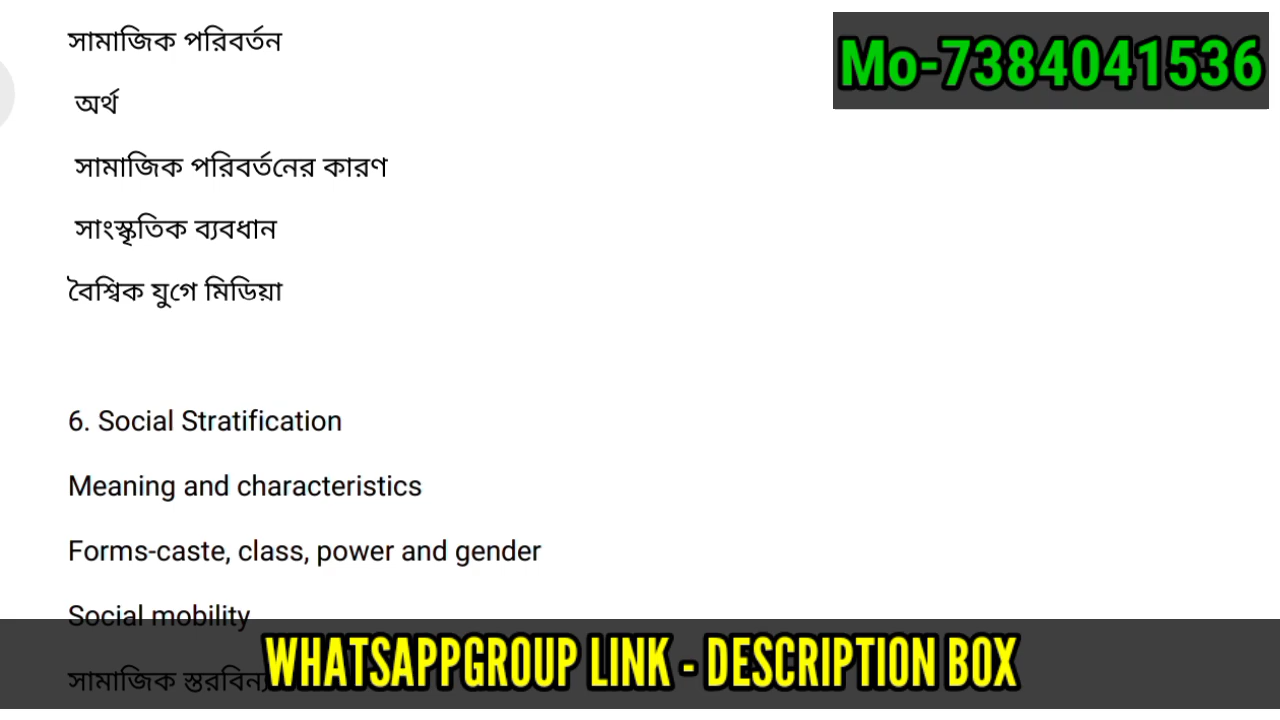 সামাজিক পরিবর্তন
Mo-7384041536
অর্থ
সামাজিক পরিবর্তনের কারণ
সাংস্কৃতিক ব্যবধান
বৈশ্বিক যুগে মিডিয়া
6. Social Stratification
Meaning and characteristics
Forms-caste, class, power and gender
Social mobility
সামাজিক
WHATSAPPGROUP LINK - DESCRIPTION BOX